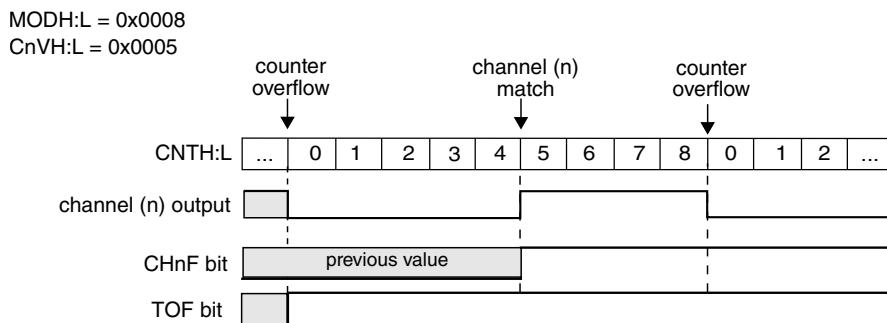 MODH:L = 0x0008
CnVH:L = 0x0005
counter
overflow
channel (n)
match
counter
overflow
CNTH:L ... 0 1 2 3 4 5 6 7 8 0 1 2 ...
channel (n) output
CHnF bit previous value
TOF bit